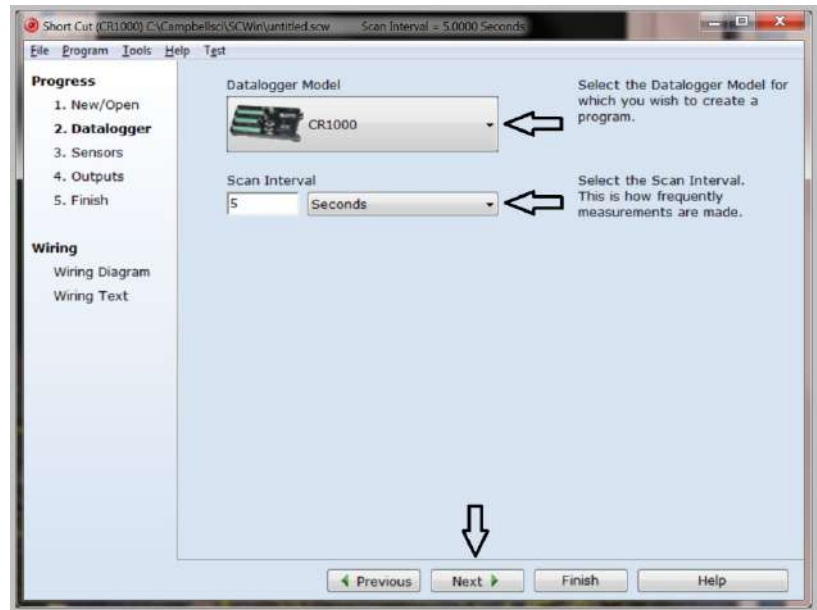 Short Cut (CR1000) C:\Campbellsci\SCWin\untitled.scw Scan Interval = 5.0000 Seconds
File Program Tools Help Test
Progress
1. New/Open
2. Datalogger
3. Sensors
4. Outputs
5. Finish
Wiring
Wiring Diagram
Wiring Text
Datalogger Model
CR1000
Select the Datalogger Model for
which you wish to create a
program.
Scan Interval
5 Seconds
Select the Scan Interval.
This is how frequently
measurements are made.
Previous Next Finish Help